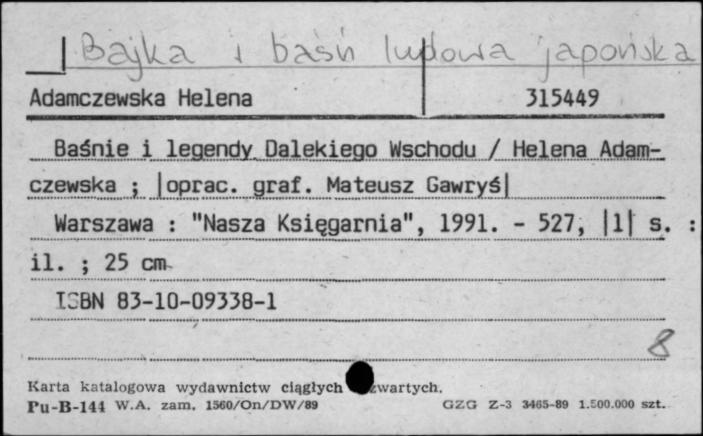 Bajka i baśń ludowa japońska
Adamczewska Helena 315449
Baśnie i legendy Dalekiego Wschodu / Helena Adam-
czewska ; |oprac. graf. Mateusz Gawryś|
Warszawa : "Nasza Księgarnia", 1991. - 527, |1| s. :
il. ; 25 cm
ISBN 83-10-09338-1
8
Karta katalogowa wydawnictw ciągłych zwartych.
Pu-B-144 W.A. zam. 1560/On/DW/89 GZG Z-3 3465-89 1.500.000 szt.